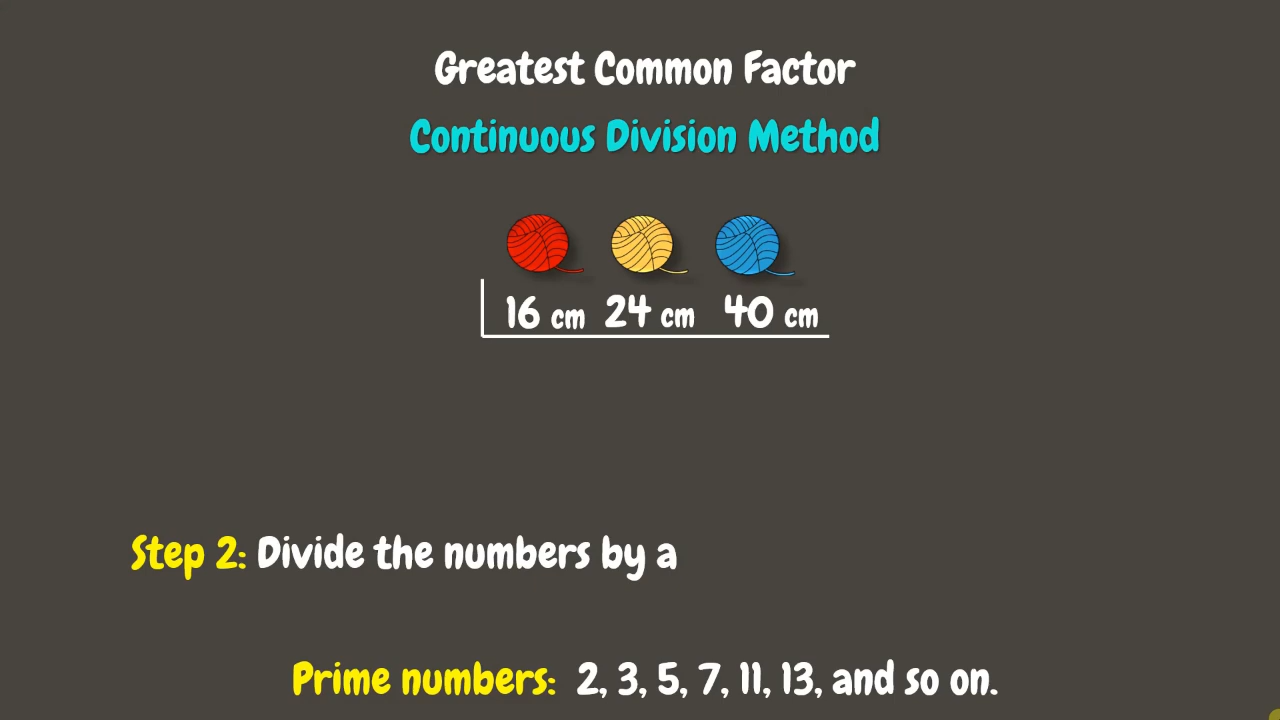 Greatest Common Factor
Continuous Division Method
16 cm 24 cm 40 cm
Step 2: Divide the numbers by a
Prime numbers: 2, 3, 5, 7, 11, 13, and so on.